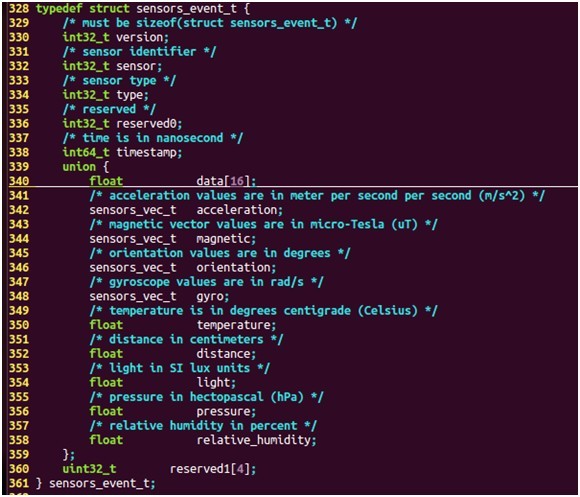 328 typedef struct sensors_event_t {
329     /* must be sizeof(struct sensors_event_t) */
330     int32_t version;
331     /* sensor identifier */
332     int32_t sensor;
333     /* sensor type */
334     int32_t type;
335     /* reserved */
336     int32_t reserved0;
337     /* time is in nanosecond */
338     int64_t timestamp;
339     union {
340         float           data[16];
341         /* acceleration values are in meter per second per second (m/s^2) */
342         sensors_vec_t   acceleration;
343         /* magnetic vector values are in micro-Tesla (uT) */
344         sensors_vec_t   magnetic;
345         /* orientation values are in degrees */
346         sensors_vec_t   orientation;
347         /* gyroscope values are in rad/s */
348         sensors_vec_t   gyro;
349         /* temperature is in degrees centigrade (Celsius) */
350         float           temperature;
351         /* distance in centimeters */
352         float           distance;
353         /* light in SI lux units */
354         float           light;
355         /* pressure in hectopascal (hPa) */
356         float           pressure;
357         /* relative humidity in percent */
358         float           relative_humidity;
359     };
360     uint32_t        reserved1[4];
361 } sensors_event_t;